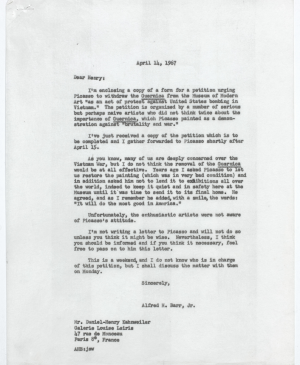 April 14, 1967
Dear Henry:
I'm enclosing a copy of a form for a petition urging
Picasso to withdraw the Guernica from the Museum of Modern
Art "as an act of protest against United States bombing in
Vietnam." The petition is organized by a number of serious
but perhaps naive artists who did not think twice about the
importance of Guernica, which Picasso painted as a demon-
stration against "brutality and war."
I've just received a copy of the petition which is to
be completed and I gather forwarded to Picasso shortly after
April 15.
As you know, many of us are deeply concerned over the
Vietnam War, but I do not think the removal of the Guernica
would be at all effective. Years ago I asked Picasso to let
us restore the painting (which was in very bad condition) and
in addition asked him not to lend it to exhibitions all over
the world, indeed to keep it quiet and in safety here at the
Museum until it was time to send it to its final home. He
agreed, and as I remember he added, with a smile, the words:
"It will do the most good in America."
Unfortunately, the enthusiastic artists were not aware
of Picasso's attitude.
I'm not writing a letter to Picasso and will not do so
unless you think it might be wise. Nevertheless, I think
you should be informed and if you think it necessary, feel
free to pass on to him this letter.
This is a weekend, and I do not know who is in charge
of this petition, but I shall discuss the matter with them
on Monday.
Sincerely,
Alfred H. Barr, Jr.
Mr. Daniel-Henry Kahnweiler
Galerie Louise Leiris
47 rue de Monceau
Paris 8e, France
AHB:jew